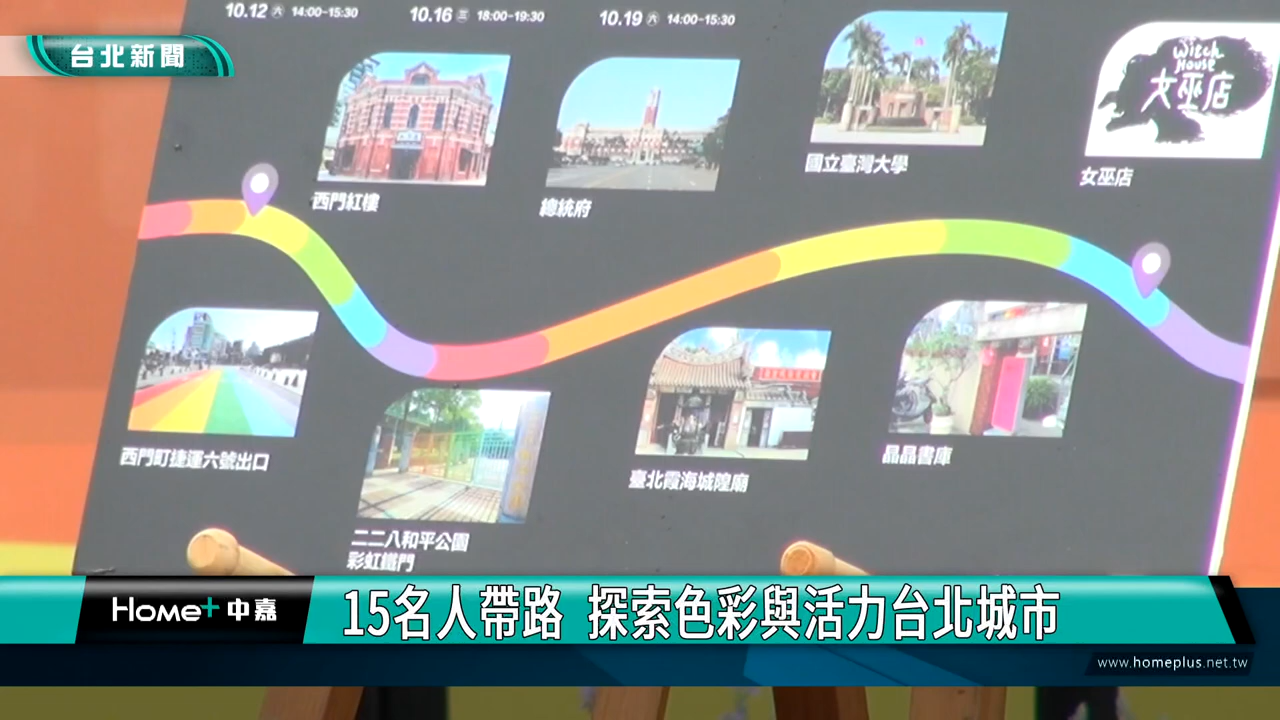 10.12 六 14:00-15:30
10.16 三 18:00-19:30
10.19 六 14:00-15:30
台北新聞
Witch House
女巫店
西門紅樓
總統府
國立臺灣大學
女巫店
西門町捷運六號出口
二二八和平公園
彩虹鐵門
臺北霞海城隍廟
晶晶書庫
Home+ 中嘉
15名人帶路 探索色彩與活力台北城市
www.homeplus.net.tw